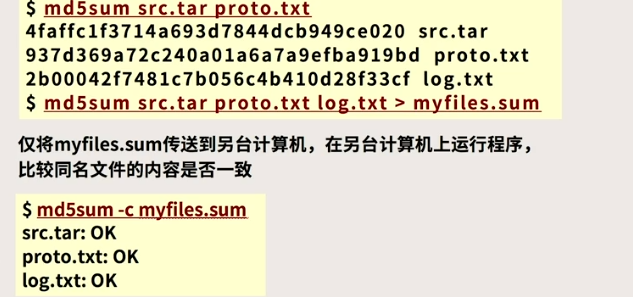 $ md5sum src.tar proto.txt
4faffc1f3714a693d7844dcb949ce020 src.tar
937d369a72c240a01a6a7a9efba919bd proto.txt
2b00042f7481c7b056c4b410d28f33cf log.txt
$ md5sum src.tar proto.txt log.txt > myfiles.sum
仅将myfiles.sum传送到另台计算机，在另台计算机上运行程序，
比较同名文件的内容是否一致
$ md5sum -c myfiles.sum
src.tar: OK
proto.txt: OK
log.txt: OK